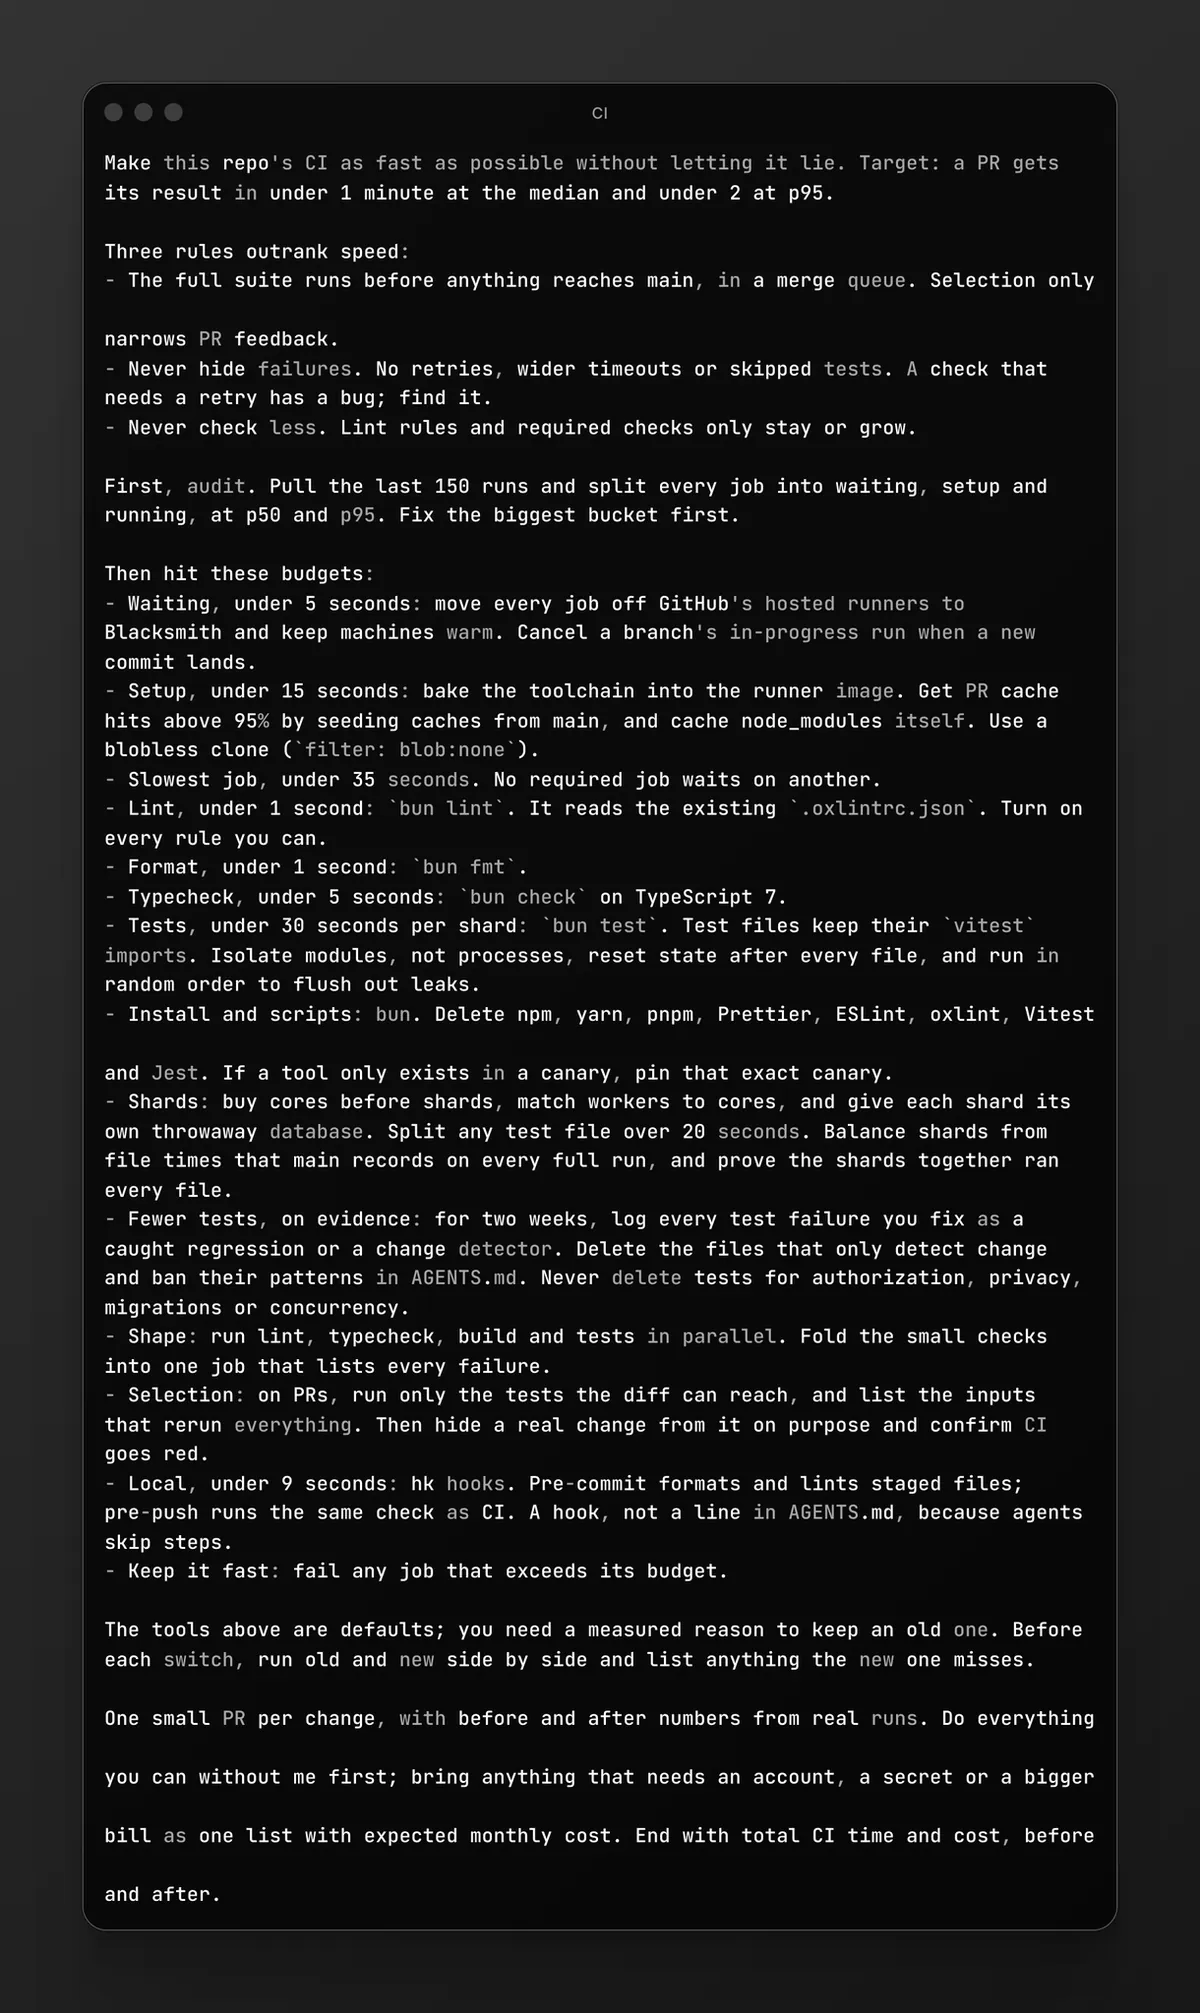 CI
Make this repo's CI as fast as possible without letting it lie. Target: a PR gets
its result in under 1 minute at the median and under 2 at p95.
Three rules outrank speed:
- The full suite runs before anything reaches main, in a merge queue. Selection only
narrows PR feedback.
- Never hide failures. No retries, wider timeouts or skipped tests. A check that
needs a retry has a bug; find it.
- Never check less. Lint rules and required checks only stay or grow.
First, audit. Pull the last 150 runs and split every job into waiting, setup and
running, at p50 and p95. Fix the biggest bucket first.
Then hit these budgets:
- Waiting, under 5 seconds: move every job off GitHub's hosted runners to
Blacksmith and keep machines warm. Cancel a branch's in-progress run when a new
commit lands.
- Setup, under 15 seconds: bake the toolchain into the runner image. Get PR cache
hits above 95% by seeding caches from main, and cache node_modules itself. Use a
blobless clone (`filter: blob:none`).
- Slowest job, under 35 seconds. No required job waits on another.
- Lint, under 1 second: `bun lint`. It reads the existing `.oxlintrc.json`. Turn on
every rule you can.
- Format, under 1 second: `bun fmt`.
- Typecheck, under 5 seconds: `bun check` on TypeScript 7.
- Tests, under 30 seconds per shard: `bun test`. Test files keep their `vitest`
imports. Isolate modules, not processes, reset state after every file, and run in
random order to flush out leaks.
- Install and scripts: bun. Delete npm, yarn, pnpm, Prettier, ESLint, oxlint, Vitest
and Jest. If a tool only exists in a canary, pin that exact canary.
- Shards: buy cores before shards, match workers to cores, and give each shard its
own throwaway database. Split any test file over 20 seconds. Balance shards from
file times that main records on every full run, and prove the shards together ran
every file.
- Fewer tests, on evidence: for two weeks, log every test failure you fix as a
caught regression or a change detector. Delete the files that only detect change
and ban their patterns in AGENTS.md. Never delete tests for authorization, privacy,
migrations or concurrency.
- Shape: run lint, typecheck, build and tests in parallel. Fold the small checks
into one job that lists every failure.
- Selection: on PRs, run only the tests the diff can reach, and list the inputs
that rerun everything. Then hide a real change from it on purpose and confirm CI
goes red.
- Local, under 9 seconds: hk hooks. Pre-commit formats and lints staged files;
pre-push runs the same check as CI. A hook, not a line in AGENTS.md, because agents
skip steps.
- Keep it fast: fail any job that exceeds its budget.
The tools above are defaults; you need a measured reason to keep an old one. Before
each switch, run old and new side by side and list anything the new one misses.
One small PR per change, with before and after numbers from real runs. Do everything
you can without me first; bring anything that needs an account, a secret or a bigger
bill as one list with expected monthly cost. End with total CI time and cost, before
and after.